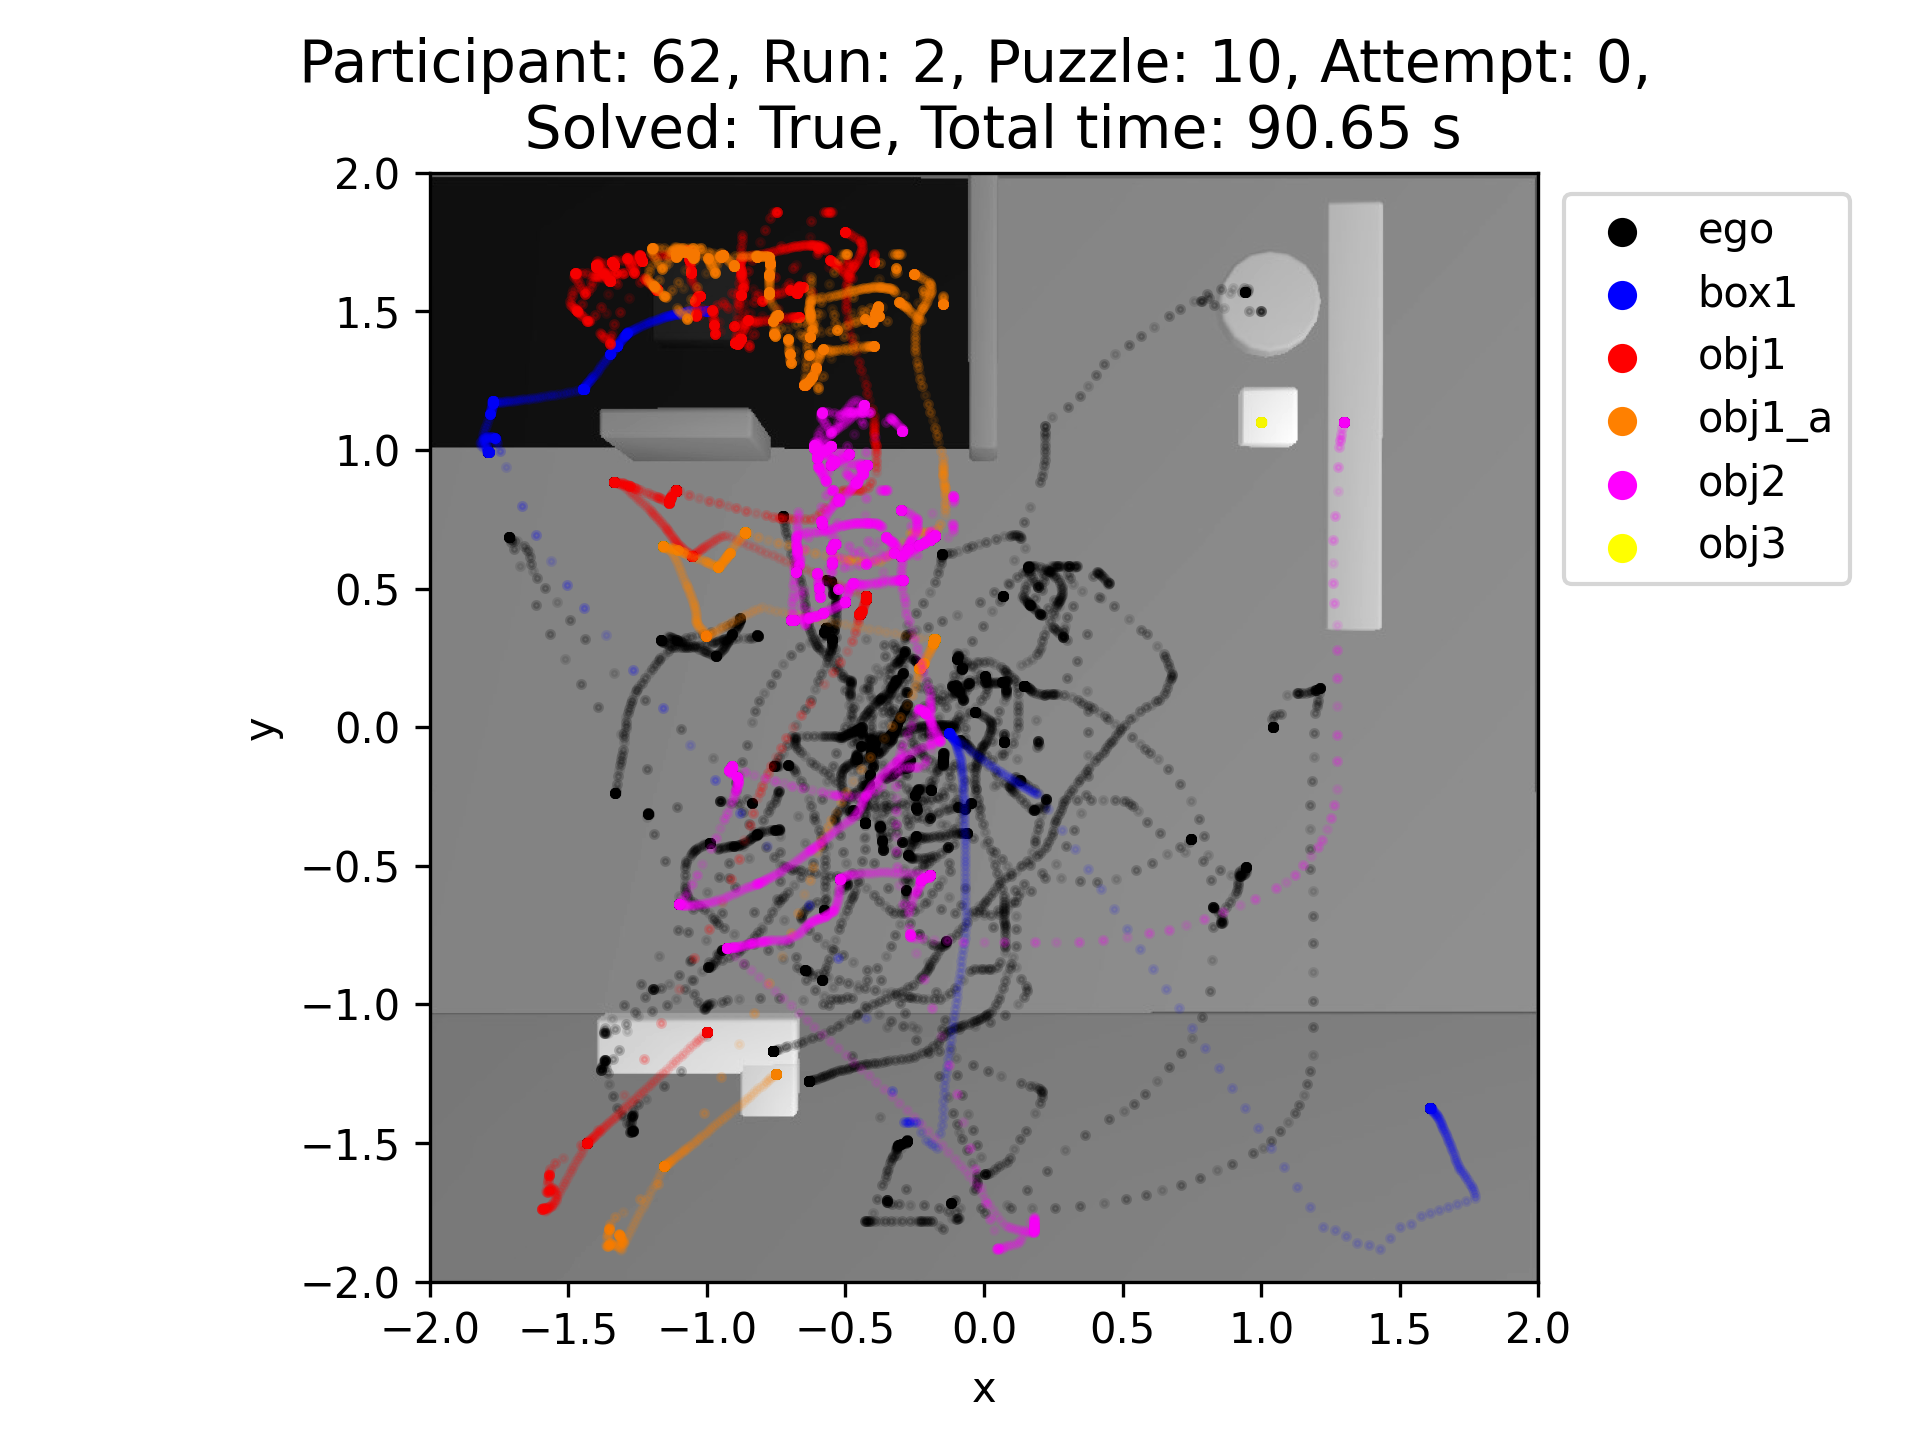 Participant: 62, Run: 2, Puzzle: 10, Attempt: 0,
Solved: True, Total time: 90.65 s
2.0
1.5
1.0
0.5
0.0
−0.5
−1.0
−1.5
−2.0
y
−2.0 −1.5 −1.0 −0.5 0.0 0.5 1.0 1.5 2.0
x
ego
box1
obj1
obj1_a
obj2
obj3